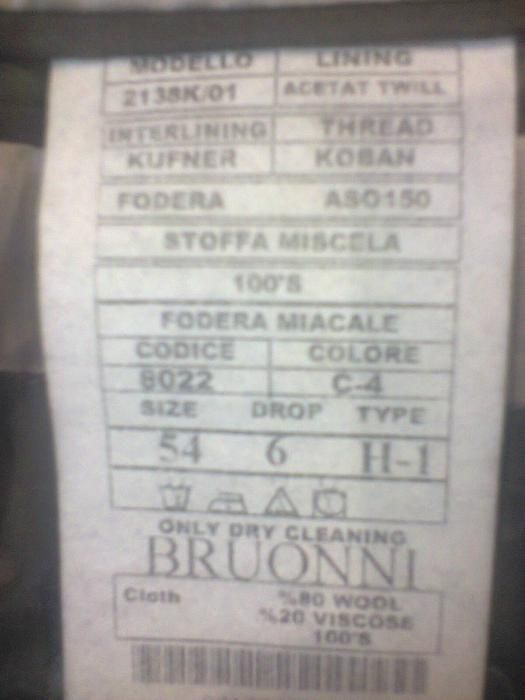 MODELLO LINING
2138K/01 ACETAT TWILL
INTERLINING THREAD
KUFNER KOBAN
FODERA ASO150
STOFFA MISCELA
100'S
FODERA MIACALE
CODICE COLORE
8022 C-4
SIZE DROP TYPE
54 6 H-1
ONLY DRY CLEANING
BRUONNI
Cloth %80 WOOL
%20 VISCOSE
100'S